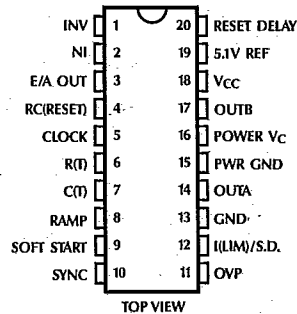 INV 1 20 RESET DELAY
NI 2 19 5.1V REF
E/A OUT 3 18 VCC
RC(RESET) 4 17 OUTB
CLOCK 5 16 POWER VC
R(T) 6 15 PWR GND
C(T) 7 14 OUTA
RAMP 8 13 GND
SOFT START 9 12 I(LIM)/S.D.
SYNC 10 11 OVP
TOP VIEW